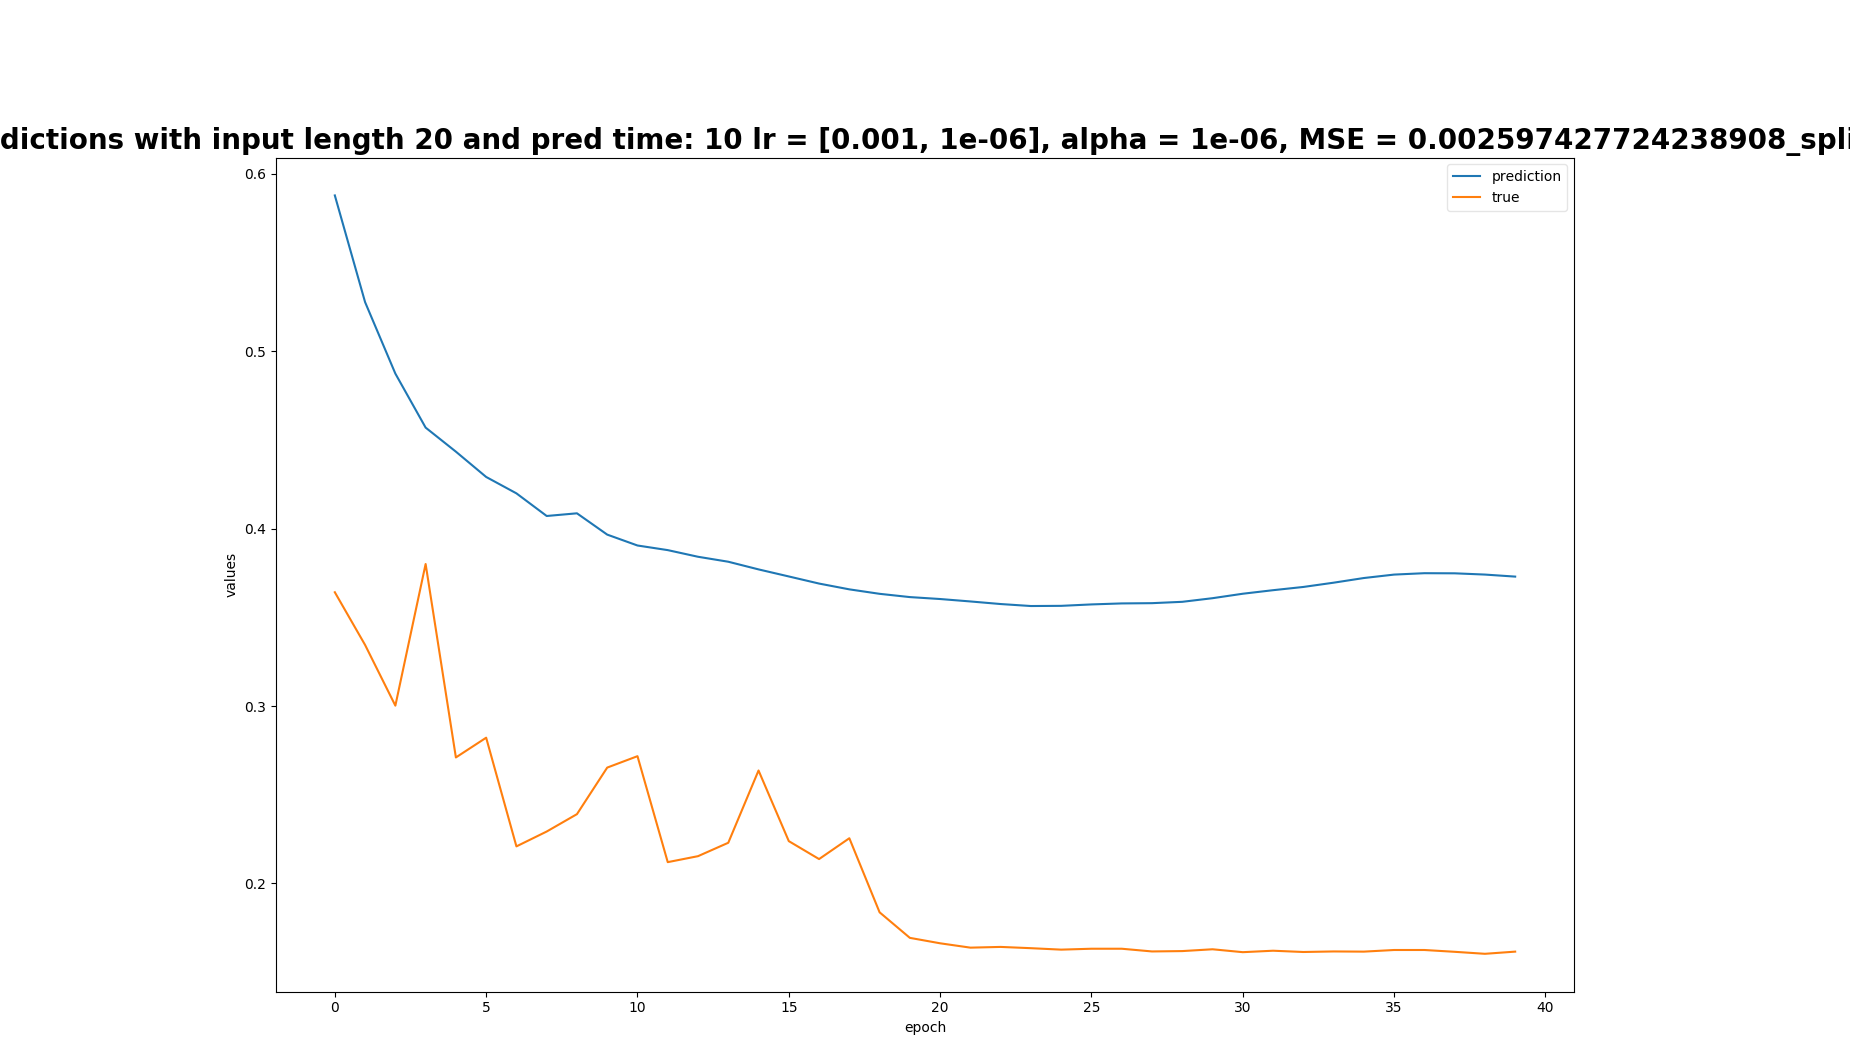 dictions with input length 20 and pred time: 10 lr = [0.001, 1e-06], alpha = 1e-06, MSE = 0.002597427724238908_spli
prediction
true
0.6
0.5
0.4
0.3
0.2
values
0 5 10 15 20 25 30 35 40
epoch